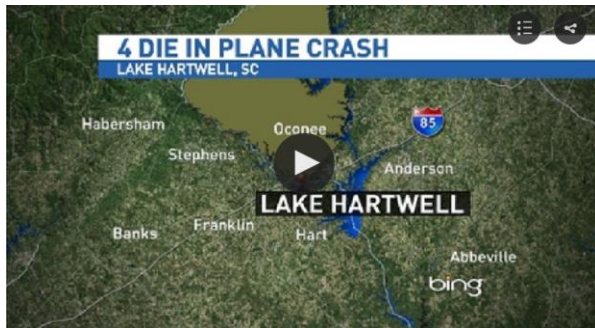 4 DIE IN PLANE CRASH
LAKE HARTWELL, SC
Habersham
Oconee
85
Stephens
Anderson
LAKE HARTWELL
Banks
Franklin
Hart
Abbeville
bing